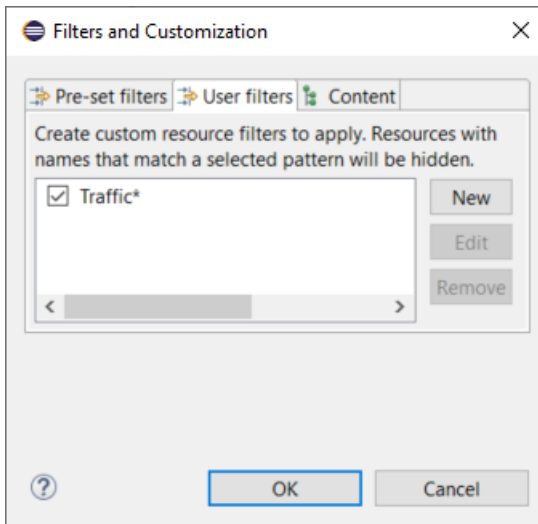 Filters and Customization
Pre-set filters User filters Content
Create custom resource filters to apply. Resources with
names that match a selected pattern will be hidden.
Traffic*
New
Edit
Remove
OK Cancel